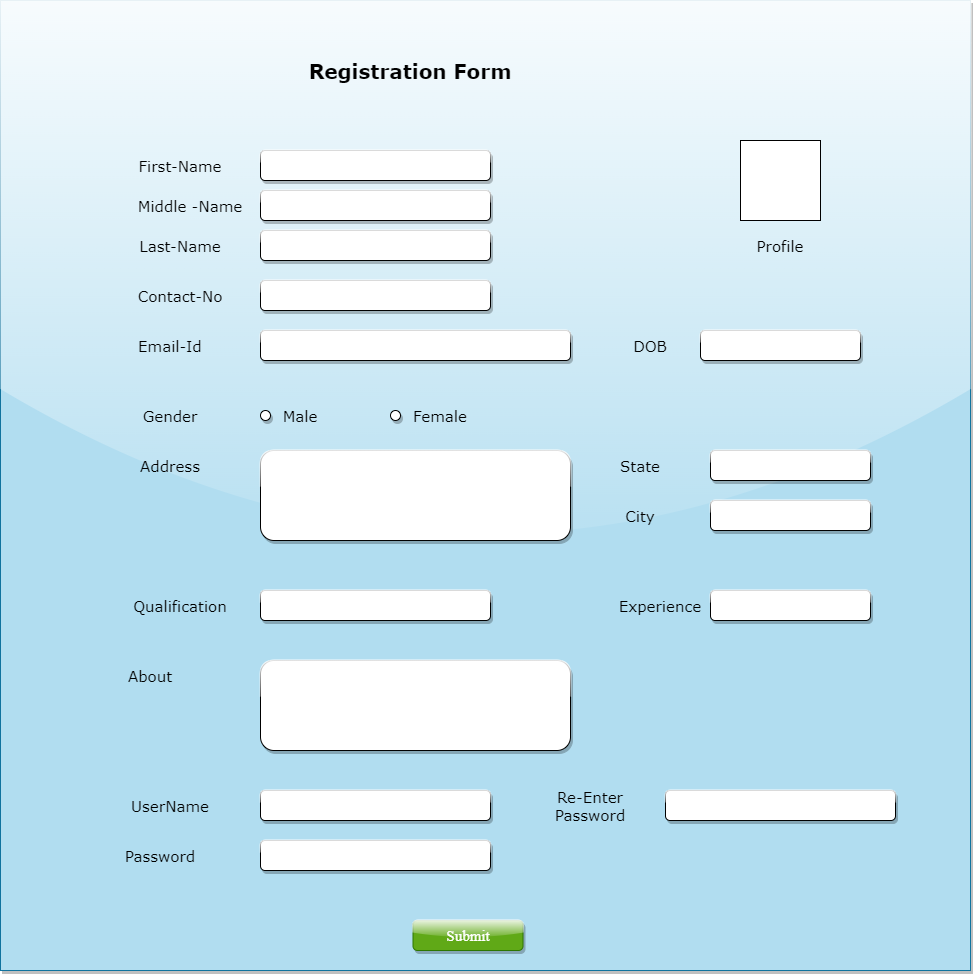 Registration Form
First-Name
Middle -Name
Last-Name
Profile
Contact-No
Email-Id
DOB
Gender
Male
Female
Address
State
City
Qualification
Experience
About
UserName
Re-Enter
Password
Password
Submit